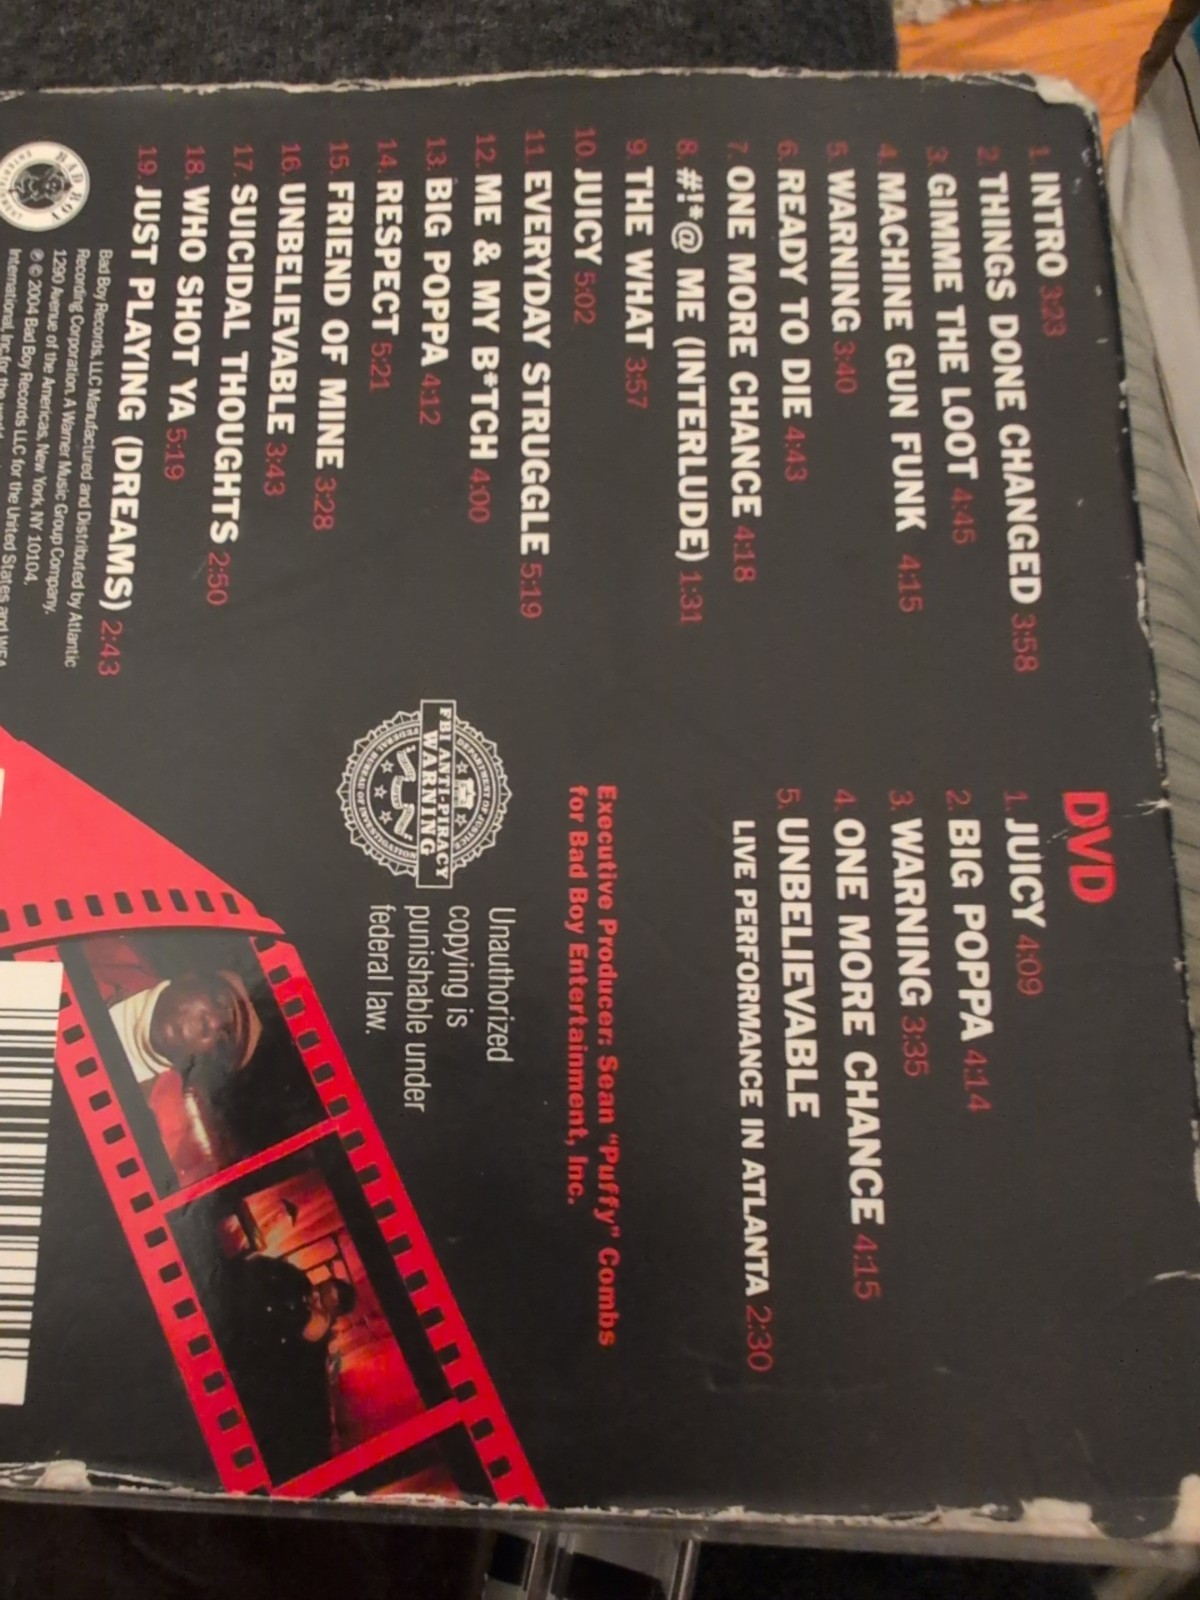 1. INTRO 3:23
2. THINGS DONE CHANGED 3:58
3. GIMME THE LOOT 4:45
4. MACHINE GUN FUNK 4:15
5. WARNING 3:40
6. READY TO DIE 4:43
7. ONE MORE CHANCE 4:18
8. #!*@ ME (INTERLUDE) 1:31
9. THE WHAT 3:57
10. JUICY 5:02
11. EVERYDAY STRUGGLE 5:19
12. ME & MY B*TCH 4:00
13. BIG POPPA 4:12
14. RESPECT 5:21
15. FRIEND OF MINE 3:28
16. UNBELIEVABLE 3:43
17. SUICIDAL THOUGHTS 2:50
18. WHO SHOT YA 5:19
19. JUST PLAYING (DREAMS) 2:43
DVD
1. JUICY 4:09
2. BIG POPPA 4:14
3. WARNING 3:35
4. ONE MORE CHANCE 4:15
5. UNBELIEVABLE
LIVE PERFORMANCE IN ATLANTA 2:30
Executive Producer: Sean "Puffy" Combs
for Bad Boy Entertainment, Inc.
FBI ANTI-PIRACY
WARNING
DEPARTMENT OF JUSTICE
FEDERAL BUREAU OF INVESTIGATION
Unauthorized
copying is
punishable under
federal law.
BAD BOY
Bad Boy Records, LLC Manufactured and Distributed by Atlantic
Recording Corporation. A Warner Music Group Company.
1290 Avenue of the Americas, New York, NY 10104.
℗ © 2004 Bad Boy Records LLC for the United States and WEA
International, Inc. for the